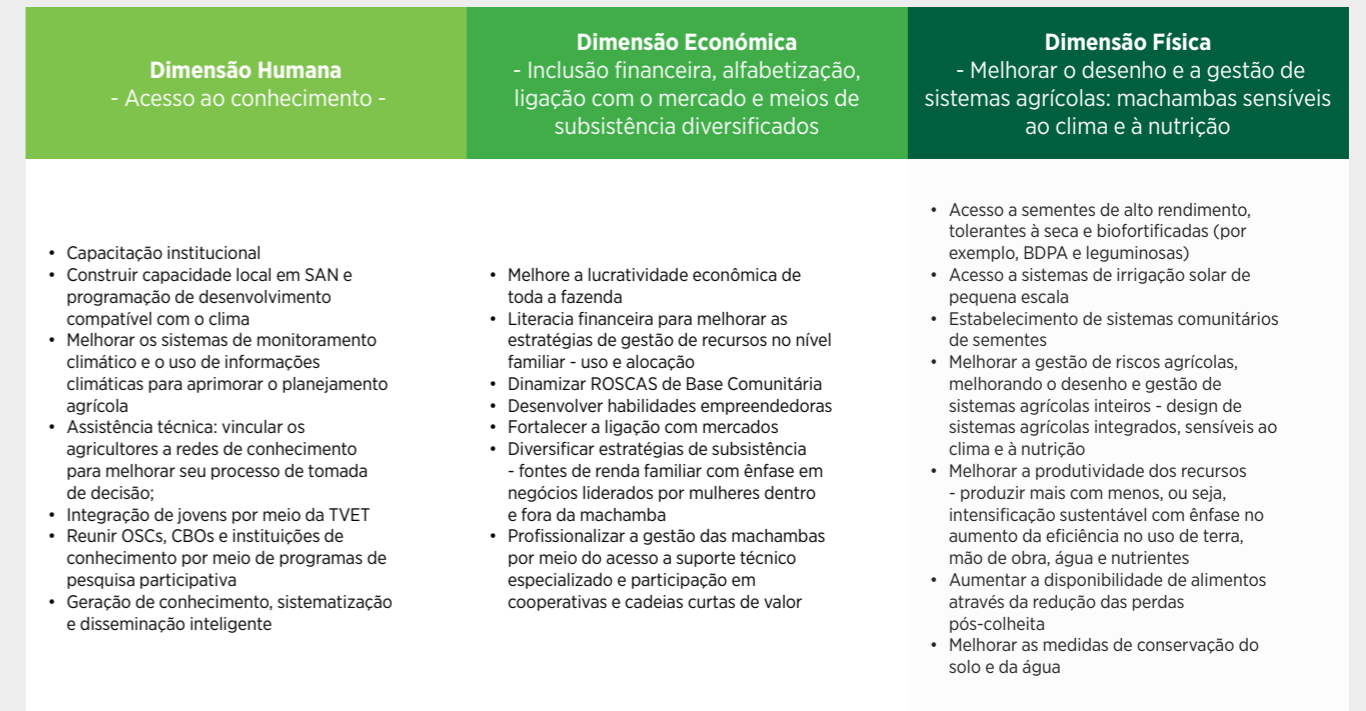 Dimensão Humana
- Acesso ao conhecimento -
• Capacitação institucional
• Construir capacidade local em SAN e
programação de desenvolvimento
compatível com o clima
• Melhorar os sistemas de monitoramento
climático e o uso de informações
climáticas para aprimorar o planejamento
agrícola
• Assistência técnica: vincular os
agricultores a redes de conhecimento
para melhorar seu processo de tomada
de decisão;
• Integração de jovens por meio da TVET
• Reunir OSCs, CBOs e instituições de
conhecimento por meio de programas de
pesquisa participativa
• Geração de conhecimento, sistematização
e disseminação inteligente
Dimensão Económica
- Inclusão financeira, alfabetização,
ligação com o mercado e meios de
subsistência diversificados
• Melhore a lucratividade econômica de
toda a fazenda
• Literacia financeira para melhorar as
estratégias de gestão de recursos no nível
familiar - uso e alocação
• Dinamizar ROSCAS de Base Comunitária
• Desenvolver habilidades empreendedoras
• Fortalecer a ligação com mercados
• Diversificar estratégias de subsistência
- fontes de renda familiar com ênfase em
negócios liderados por mulheres dentro
e fora da machamba
• Profissionalizar a gestão das machambas
por meio do acesso a suporte técnico
especializado e participação em
cooperativas e cadeias curtas de valor
Dimensão Física
- Melhorar o desenho e a gestão de
sistemas agrícolas: machambas sensíveis
ao clima e à nutrição
• Acesso a sementes de alto rendimento,
tolerantes à seca e biofortificadas (por
exemplo, BDPA e leguminosas)
• Acesso a sistemas de irrigação solar de
pequena escala
• Estabelecimento de sistemas comunitários
de sementes
• Melhorar a gestão de riscos agrícolas,
melhorando o desenho e gestão de
sistemas agrícolas inteiros - design de
sistemas agrícolas integrados, sensíveis ao
clima e à nutrição
• Melhorar a produtividade dos recursos
- produzir mais com menos, ou seja,
intensificação sustentável com ênfase no
aumento da eficiência no uso de terra,
mão de obra, água e nutrientes
• Aumentar a disponibilidade de alimentos
através da redução das perdas
pós-colheita
• Melhorar as medidas de conservação do
solo e da água